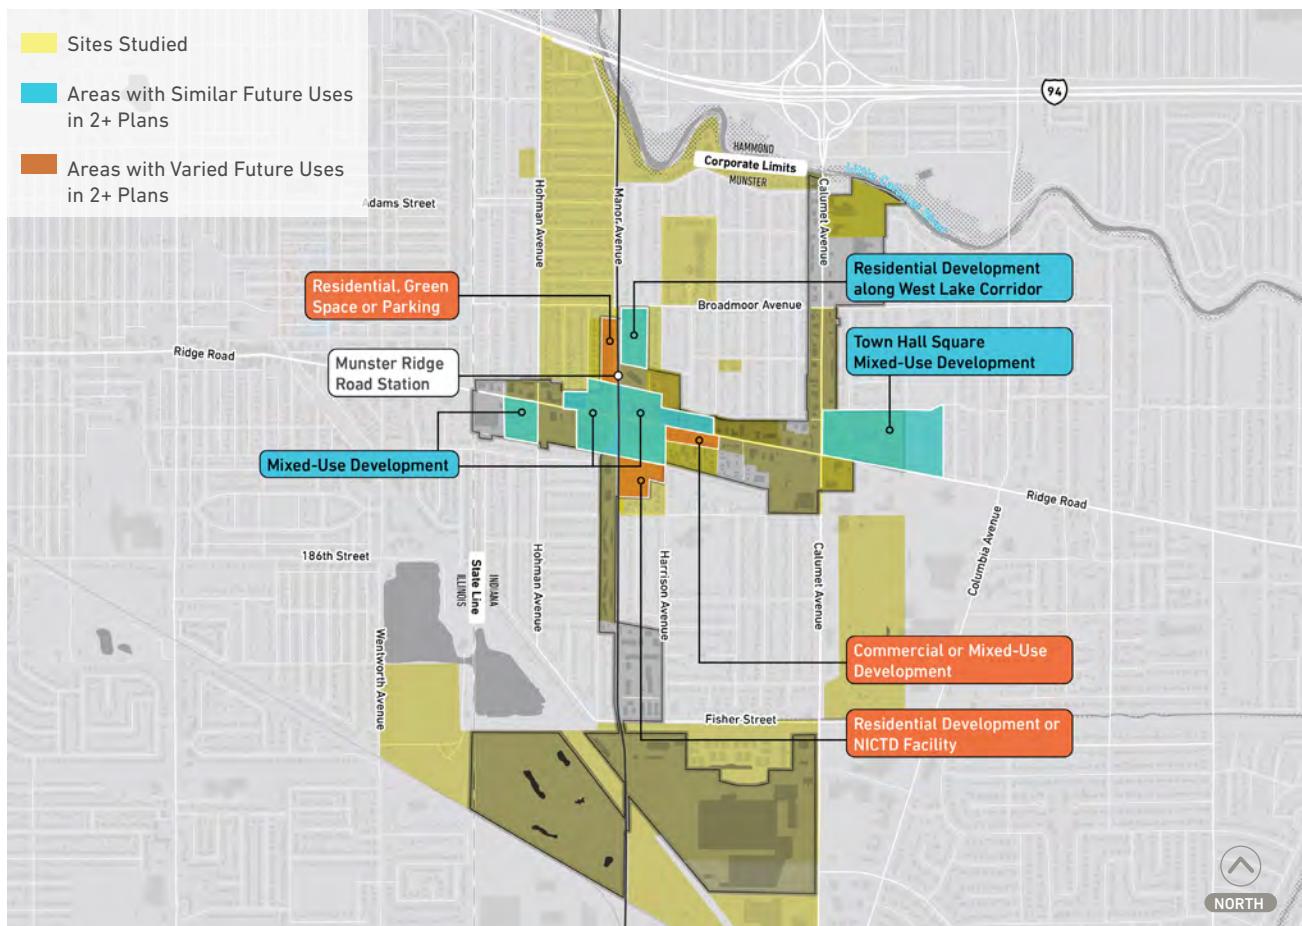 Sites Studied
Areas with Similar Future Uses
in 2+ Plans
Areas with Varied Future Uses
in 2+ Plans
94
HAMMOND
Corporate Limits
MUNSTER
Little Calumet River
Adams Street
Hohman Avenue
Manor Avenue
Calumet Avenue
Residential, Green
Space or Parking
Residential Development
along West Lake Corridor
Broadmoor Avenue
Ridge Road
Munster Ridge
Road Station
Town Hall Square
Mixed-Use Development
Mixed-Use Development
Ridge Road
Columbia Avenue
186th Street
State Line
ILLINOIS
INDIANA
Hohman Avenue
Harrison Avenue
Calumet Avenue
Wentworth Avenue
Commercial or Mixed-Use
Development
Fisher Street
Residential Development or
NICTD Facility
NORTH